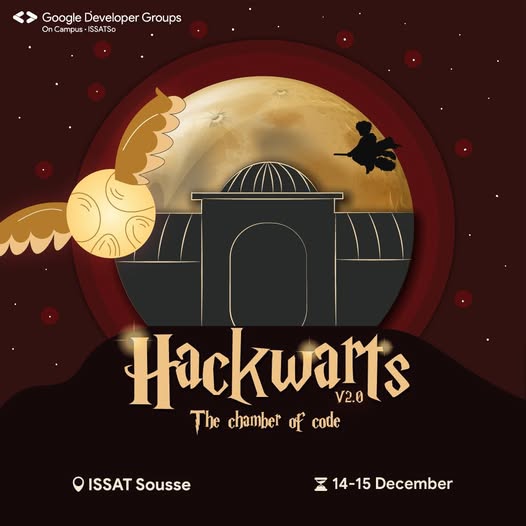 Google Developer Groups
On Campus • ISSATSo
Hackwarts
V2.0
The chamber of code
ISSAT Sousse
14-15 December